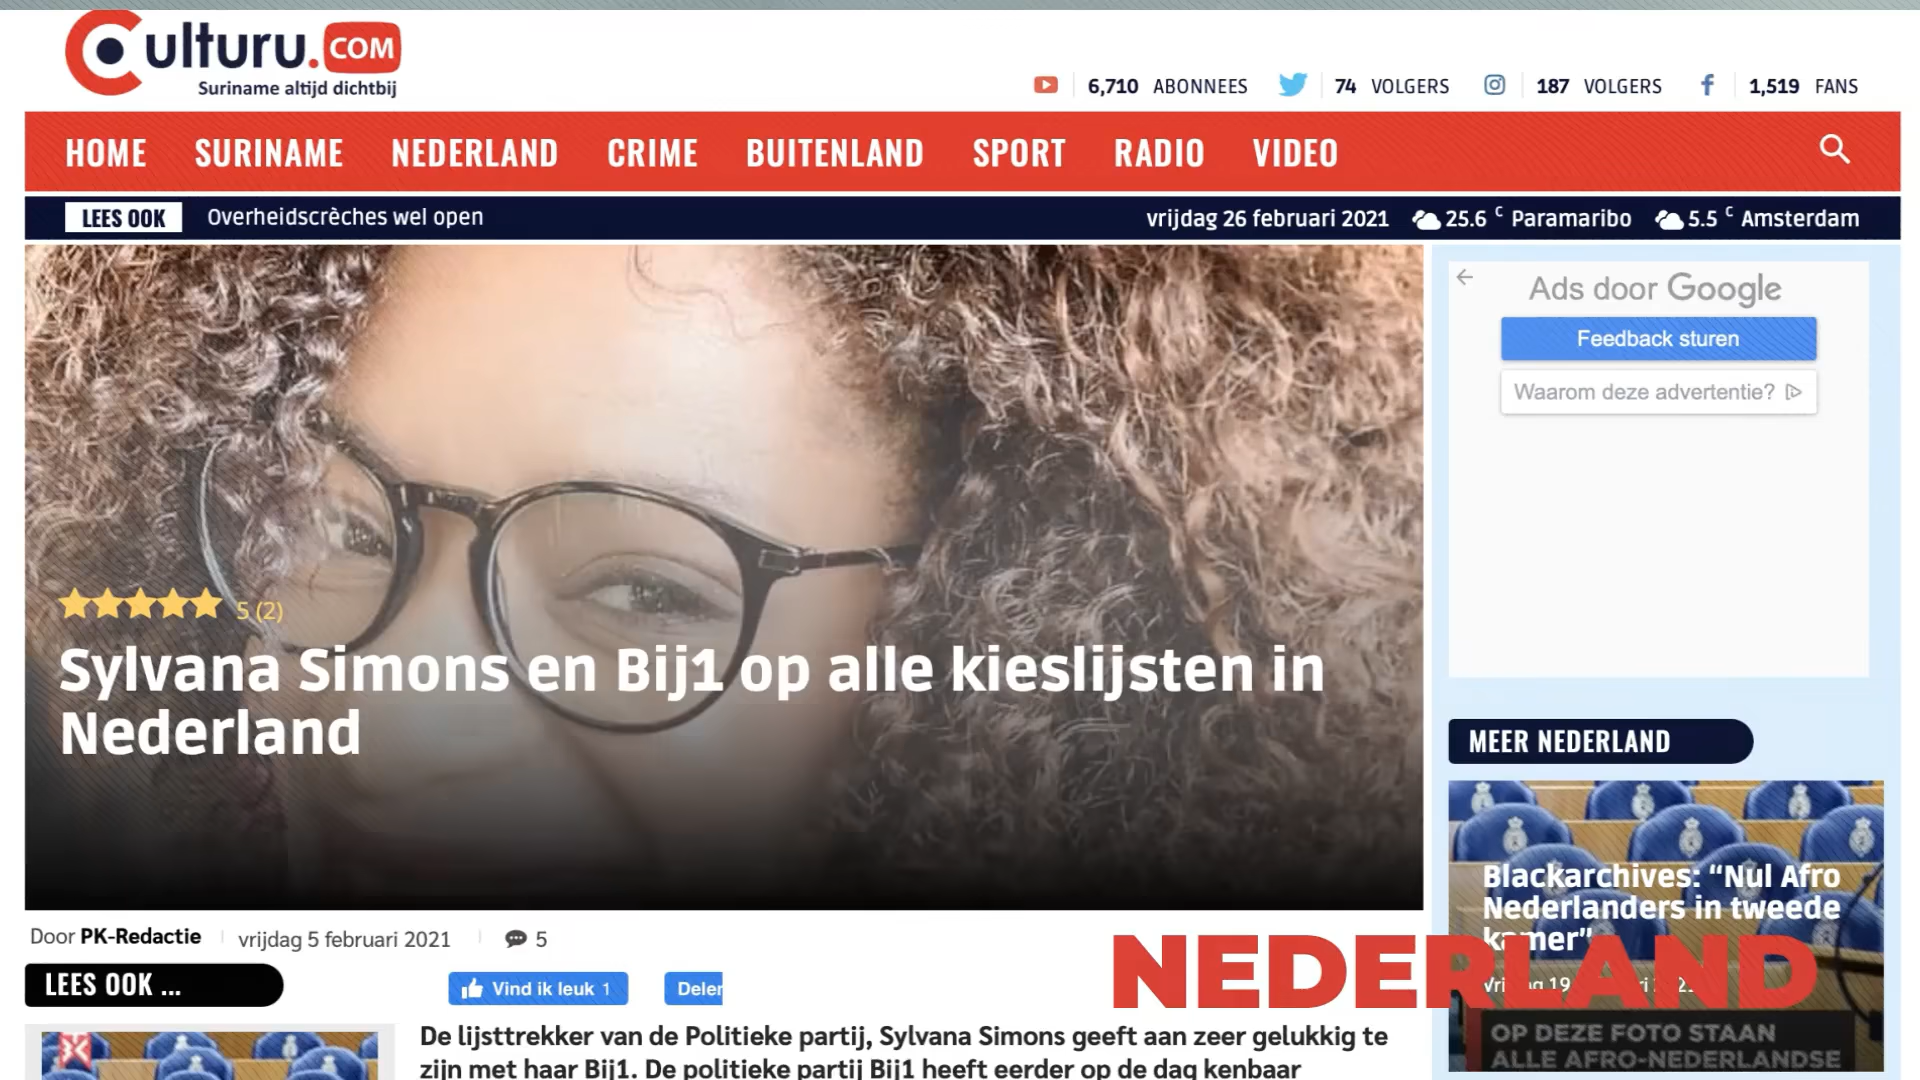 Culturu.COM
Suriname altijd dichtbij
6,710 ABONNEES 74 VOLGERS 187 VOLGERS 1,519 FANS
HOME SURINAME NEDERLAND CRIME BUITENLAND SPORT RADIO VIDEO
LEES OOK Overheidscrèches wel open
vrijdag 26 februari 2021 25.6 C Paramaribo 5.5 C Amsterdam
Ads door Google
Feedback sturen
Waarom deze advertentie?
5 (2)
Sylvana Simons en Bij1 op alle kieslijsten in
Nederland
Door PK-Redactie vrijdag 5 februari 2021 5
LEES OOK ...
Vind ik leuk 1
De lijsttrekker van de Politieke partij, Sylvana Simons geeft aan zeer gelukkig te
zijn met haar Bij1. De politieke partij Bij1 heeft eerder op de dag kenbaar
MEER NEDERLAND
Blackarchives: “Nul Afro
Nederlanders in tweede
kamer”
NEDERLAND
OP DEZE FOTO STAAN
ALLE AFRO-NEDERLANDSE